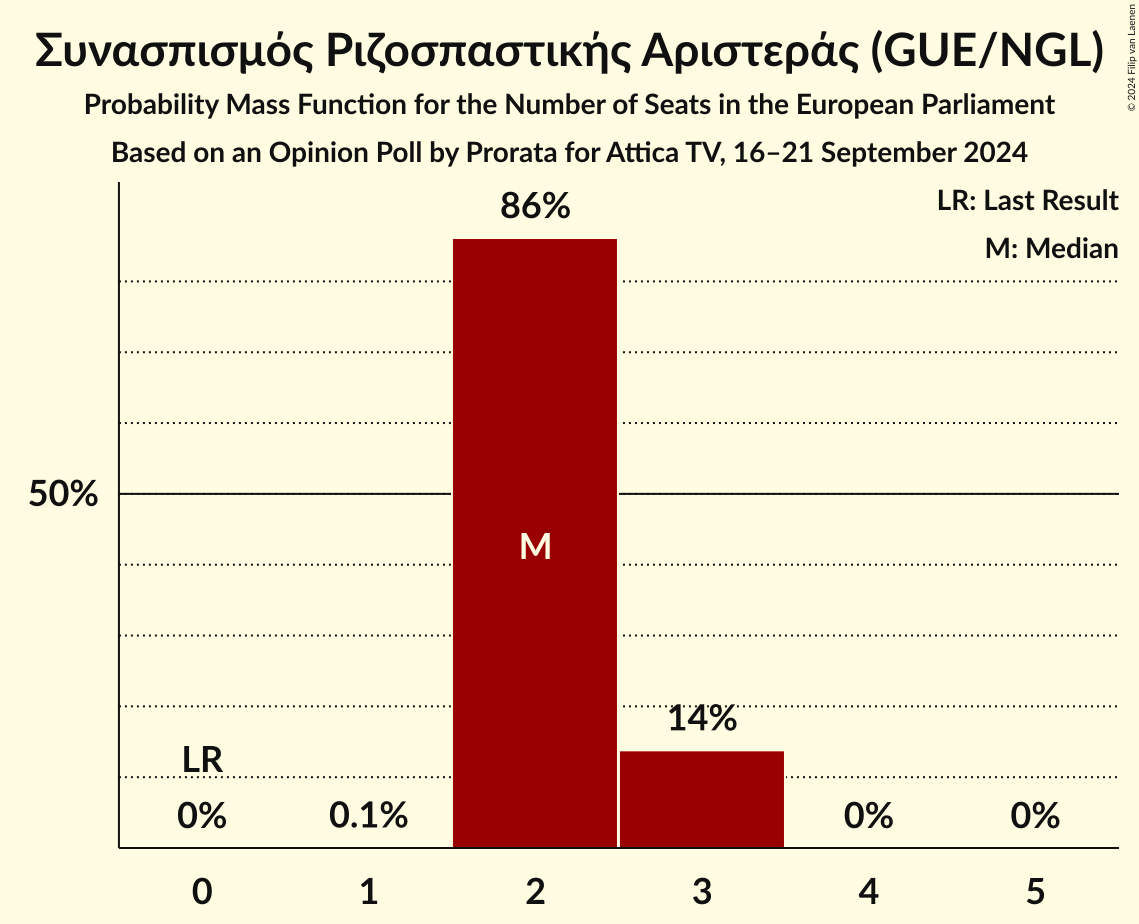 Συνασπισμός Ριζοσπαστικής Αριστεράς (GUE/NGL)
© 2024 Filip van Laenen
Probability Mass Function for the Number of Seats in the European Parliament
Based on an Opinion Poll by Prorata for Attica TV, 16–21 September 2024
LR: Last Result
M: Median
86%
50%
M
14%
LR
0%
0.1%
0%
0%
0 1 2 3 4 5